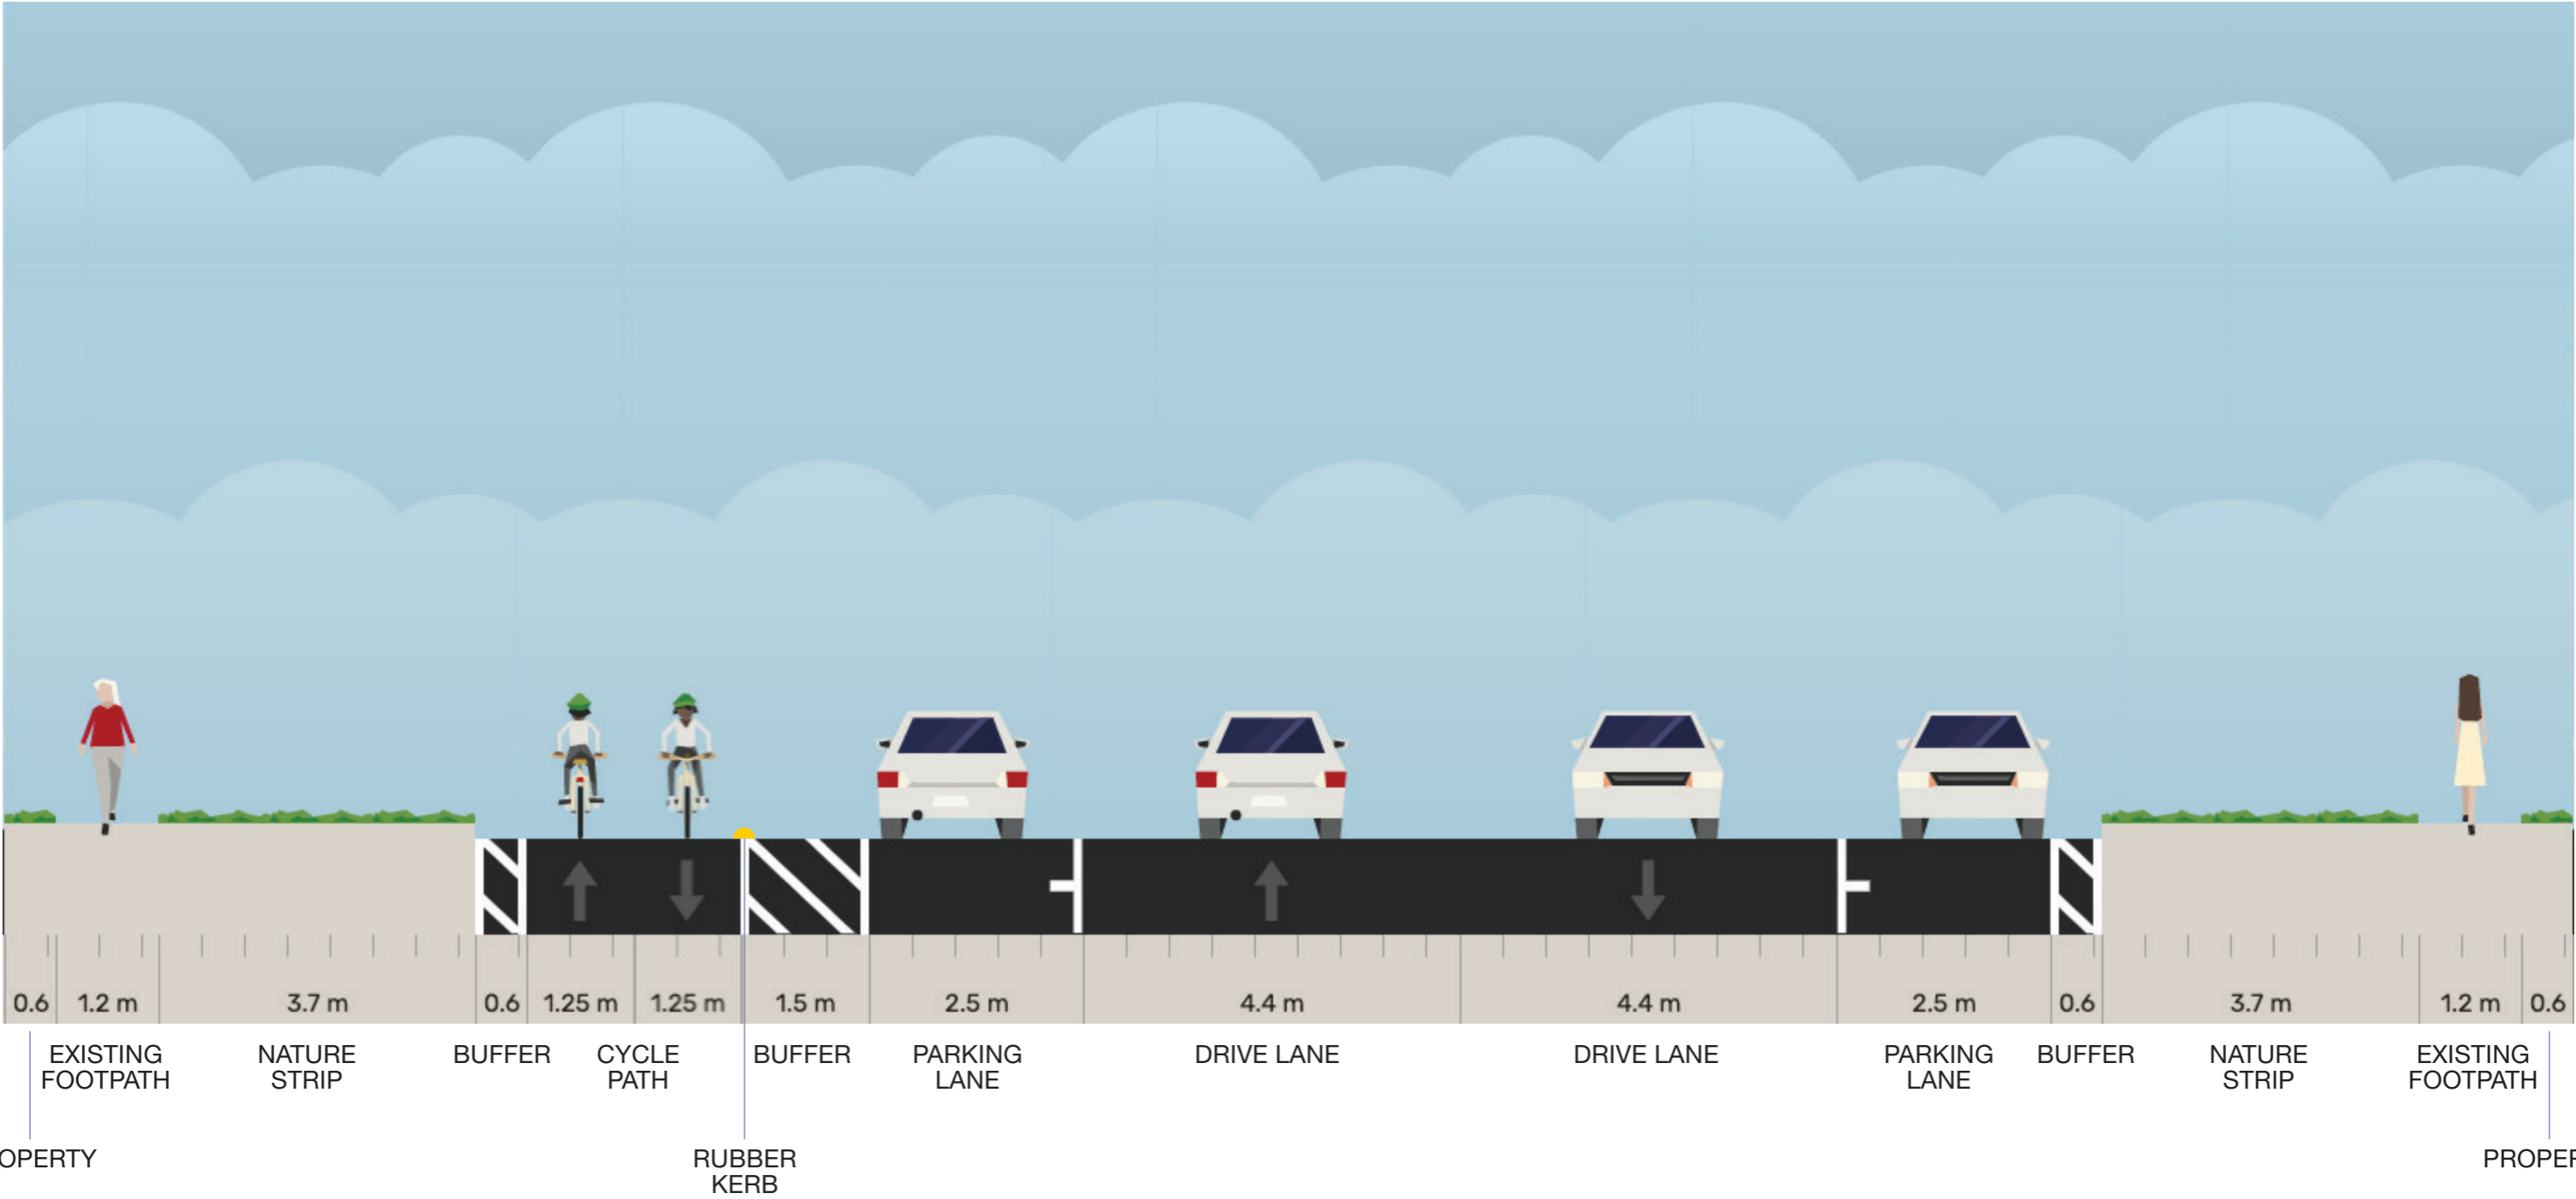 0.6 1.2 m 3.7 m 0.6 1.25 m 1.25 m 1.5 m 2.5 m 4.4 m 4.4 m 2.5 m 0.6 3.7 m 1.2 m 0.6
EXISTING NATURE BUFFER CYCLE BUFFER PARKING DRIVE LANE DRIVE LANE PARKING BUFFER NATURE EXISTING
FOOTPATH STRIP PATH LANE LANE STRIP FOOTPATH
OPERTY RUBBER PROPER
KERB